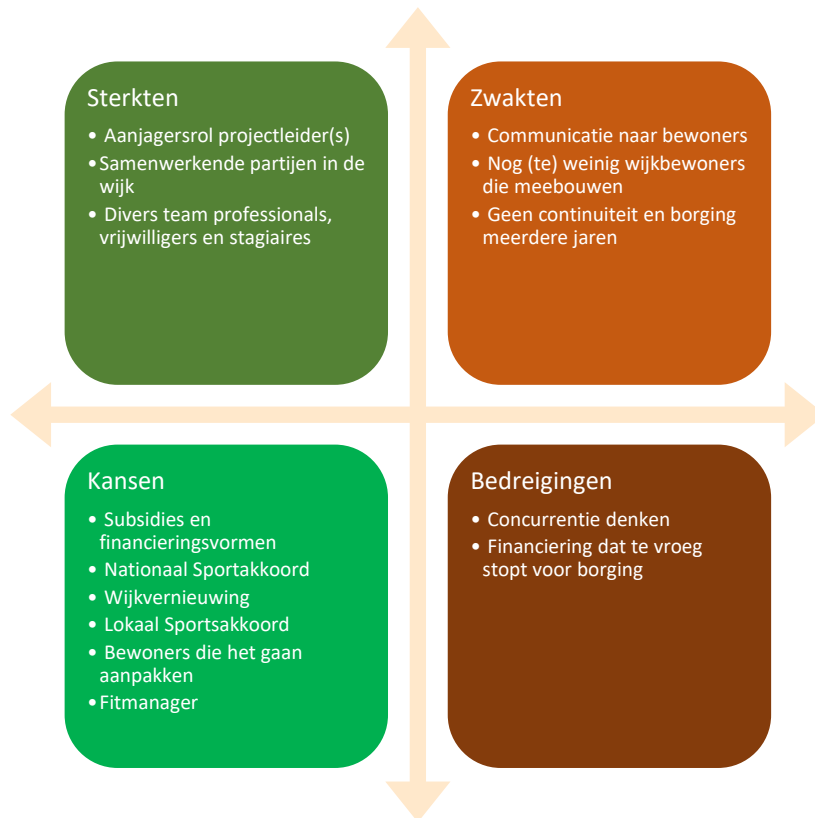 Sterkten
• Aanjagersrol projectleider(s)
• Samenwerkende partijen in de
wijk
• Divers team professionals,
vrijwilligers en stagiaires
Zwakten
• Communicatie naar bewoners
• Nog (te) weinig wijkbewoners
die meebouwen
• Geen continuiteit en borging
meerdere jaren
Kansen
• Subsidies en
financieringsvormen
• Nationaal Sportakkoord
• Wijkvernieuwing
• Lokaal Sportsakkoord
• Bewoners die het gaan
aanpakken
• Fitmanager
Bedreigingen
• Concurrentie denken
• Financiering dat te vroeg
stopt voor borging